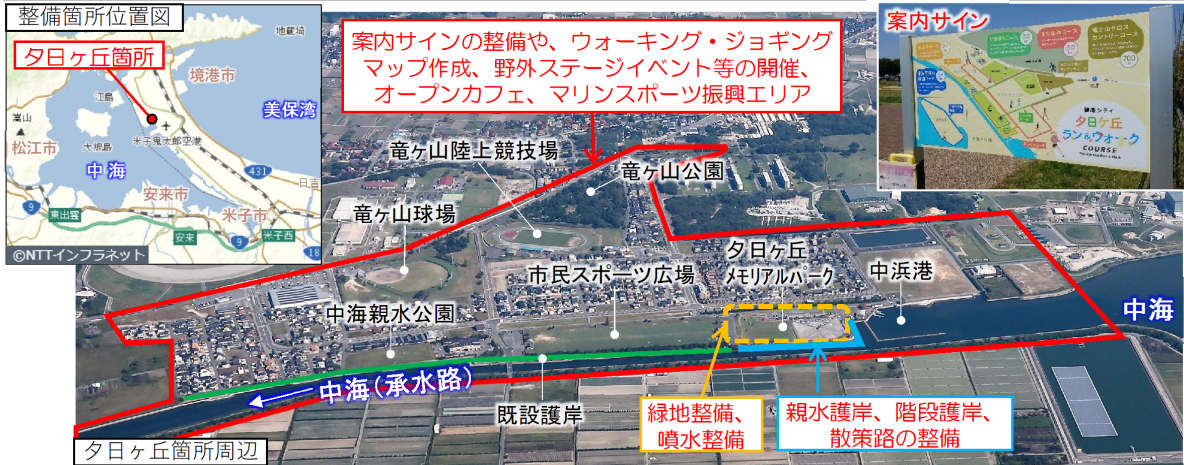 整備箇所位置図
夕日ヶ丘箇所
地蔵埼
境港市
江島
美保湾
嵩山
大根島
米子鬼太郎空港
松江市
中海
431
日吉
安来市
米子市
9
東出雲
安来
9
米子西
9
18
©NTTインフラネット
案内サインの整備や、ウォーキング・ジョギング
マップ作成、野外ステージイベント等の開催、
オープンカフェ、マリンスポーツ振興エリア
案内サイン
700
健康シティ
夕日ヶ丘
ラン&ウォーク
COURSE
竜ヶ山陸上競技場
竜ヶ山公園
竜ヶ山球場
夕日ヶ丘
メモリアルパーク
市民スポーツ広場
中浜港
中海親水公園
中海
中海(承水路)
既設護岸
緑地整備、
噴水整備
親水護岸、階段護岸、
散策路の整備
夕日ヶ丘箇所周辺